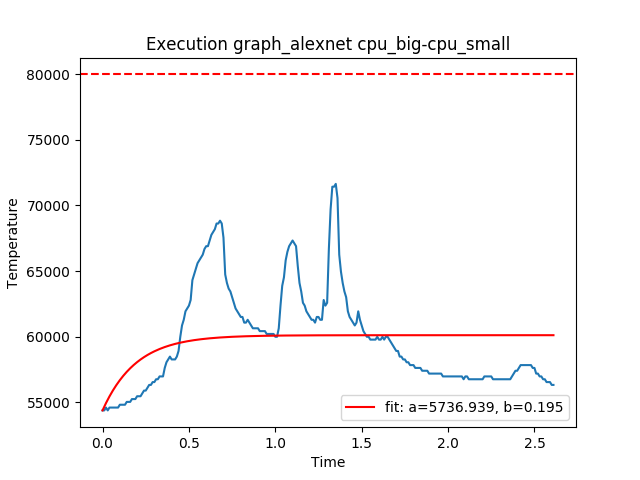 Execution graph_alexnet cpu_big-cpu_small
80000
75000
70000
65000
60000
55000
Temperature
fit: a=5736.939, b=0.195
0.0 0.5 1.0 1.5 2.0 2.5
Time